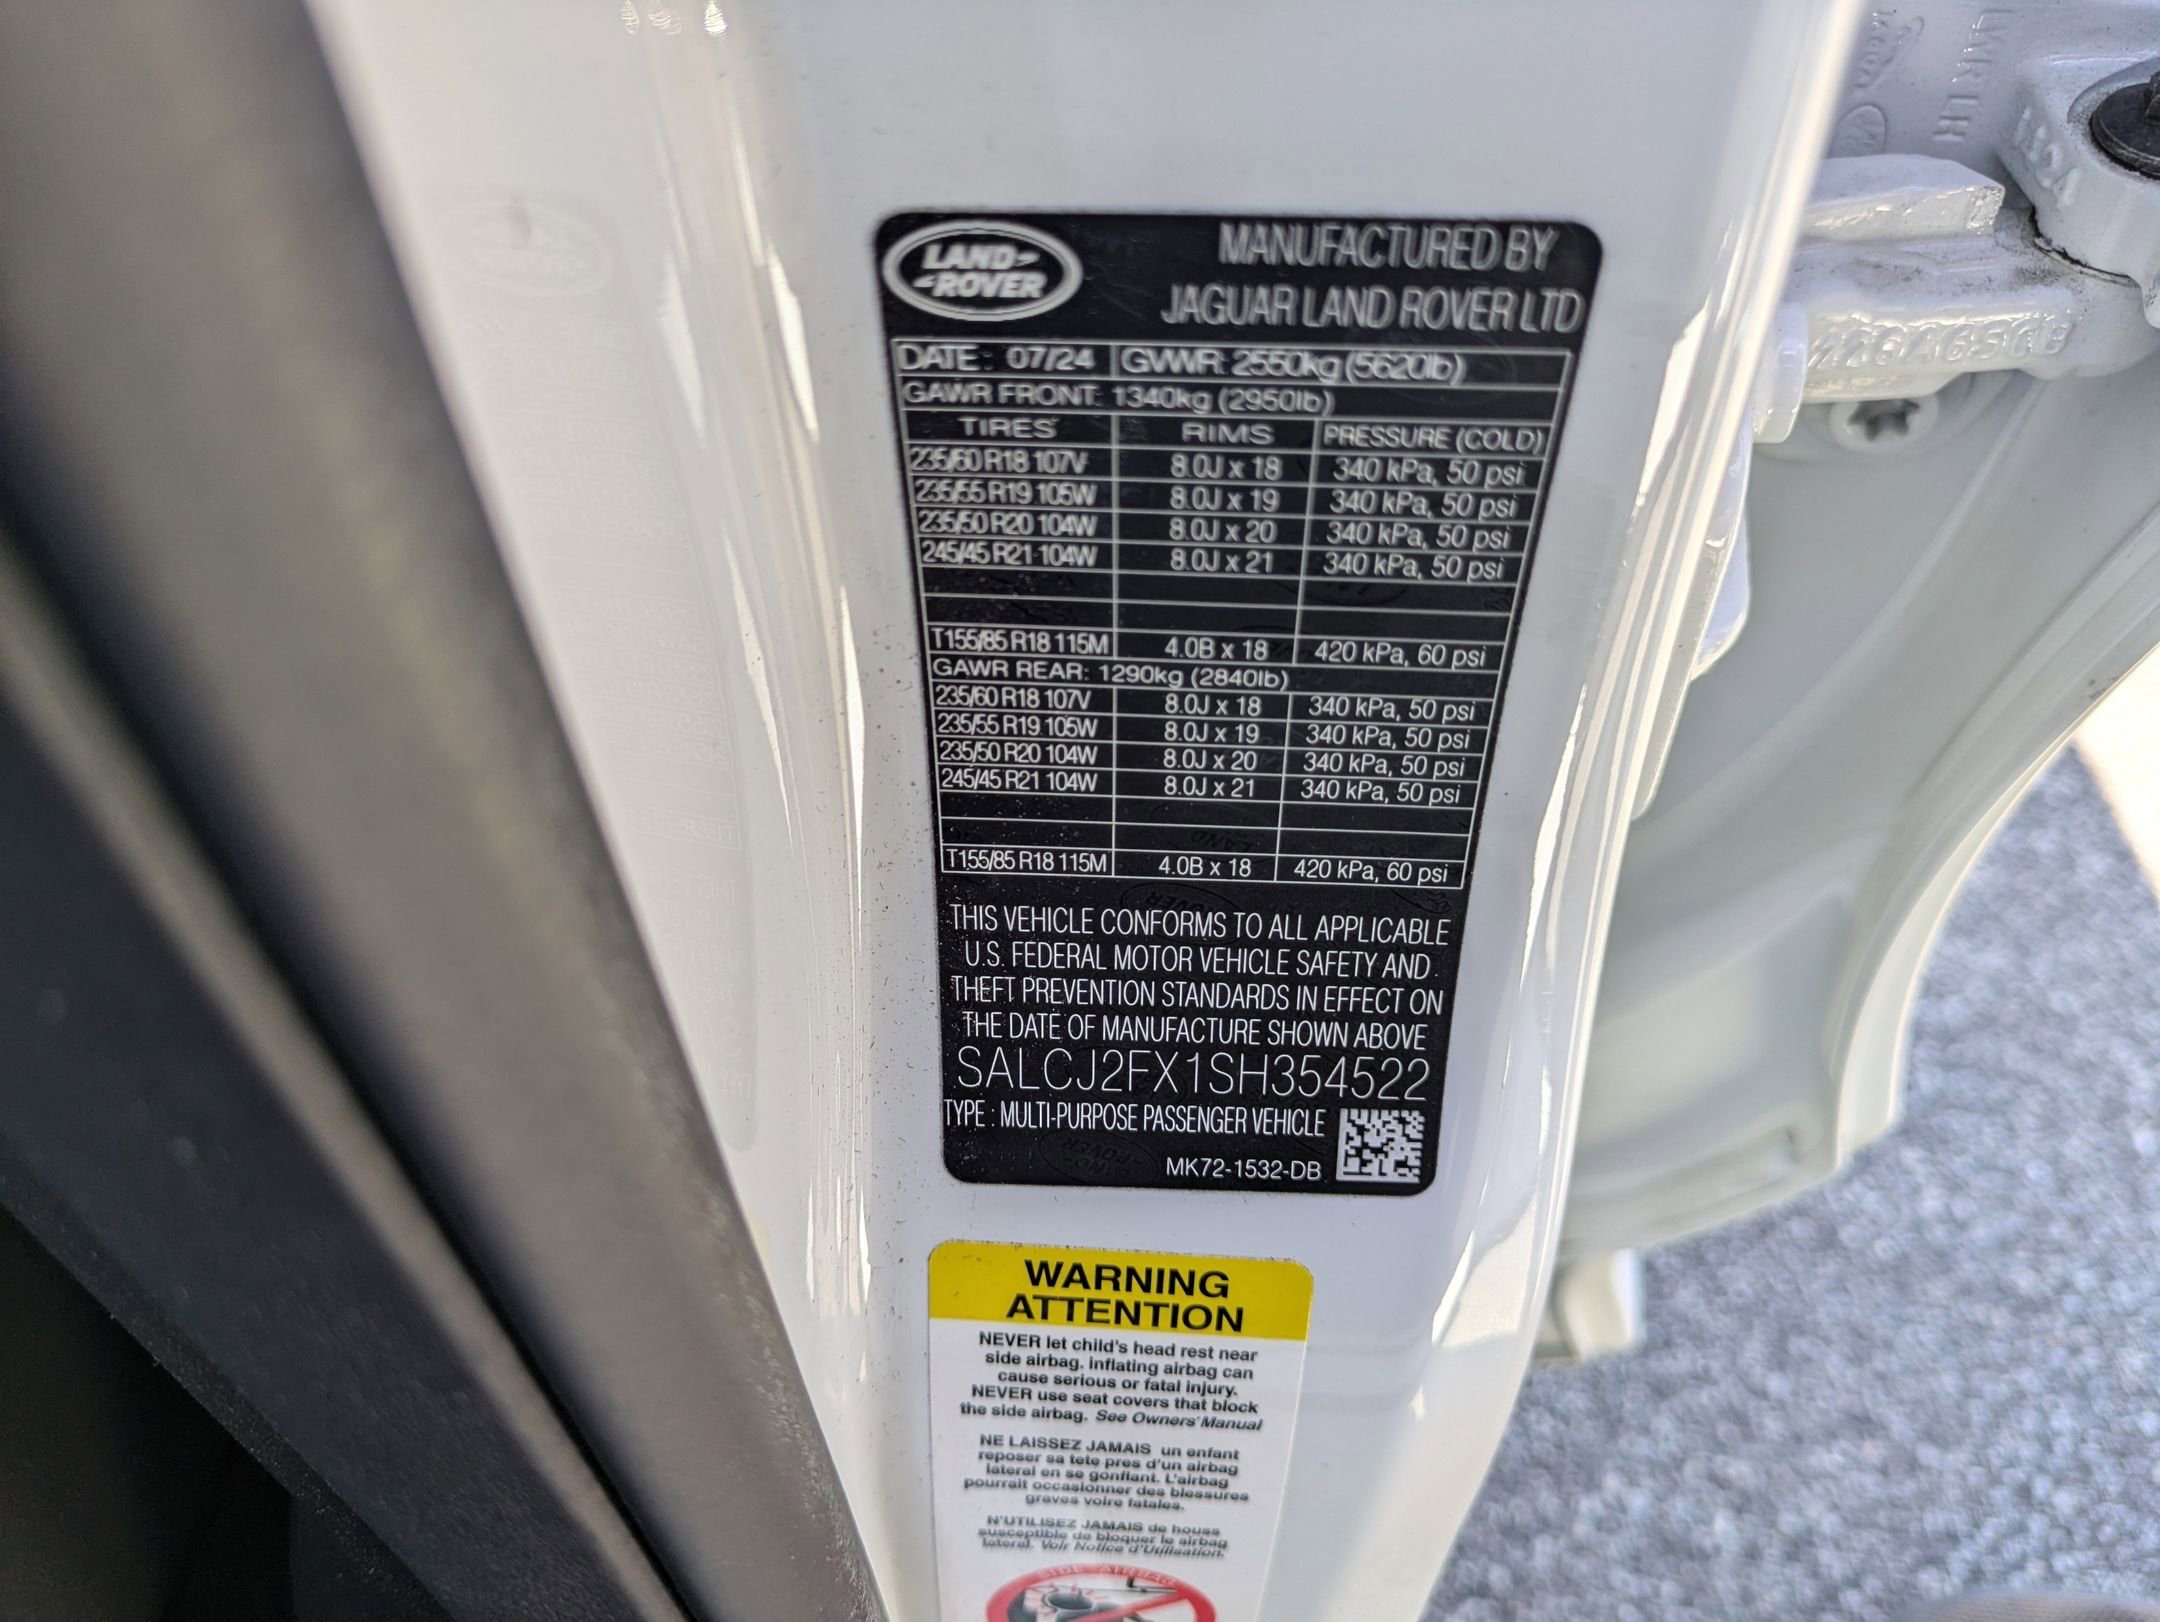 LAND-
-ROVER
MANUFACTURED BY
JAGUAR LAND ROVER LTD
DATE: 07/24 GVWR: 2550kg (5620lb)
GAWR FRONT: 1340kg (2950lb)
TIRES RIMS PRESSURE (COLD)
235/60 R18 107V 8.0J x 18 340 kPa, 50 psi
235/55 R19 105W 8.0J x 19 340 kPa, 50 psi
235/50 R20 104W 8.0J x 20 340 kPa, 50 psi
245/45 R21 104W 8.0J x 21 340 kPa, 50 psi
T155/85 R18 115M 4.0B x 18 420 kPa, 60 psi
GAWR REAR: 1290kg (2840lb)
235/60 R18 107V 8.0J x 18 340 kPa, 50 psi
235/55 R19 105W 8.0J x 19 340 kPa, 50 psi
235/50 R20 104W 8.0J x 20 340 kPa, 50 psi
245/45 R21 104W 8.0J x 21 340 kPa, 50 psi
T155/85 R18 115M 4.0B x 18 420 kPa, 60 psi
THIS VEHICLE CONFORMS TO ALL APPLICABLE
U.S. FEDERAL MOTOR VEHICLE SAFETY AND
THEFT PREVENTION STANDARDS IN EFFECT ON
THE DATE OF MANUFACTURE SHOWN ABOVE
SALCJ2FX1SH354522
TYPE : MULTI-PURPOSE PASSENGER VEHICLE
MK72-1532-DB
WARNING
ATTENTION
NEVER let child's head rest near
side airbag. Inflating airbag can
cause serious or fatal injury.
NEVER use seat covers that block
the side airbag. See Owners' Manual
NE LAISSEZ JAMAIS un enfant
reposer sa tete pres d'un airbag
lateral en se gonflant. L'airbag
pourrait occasionner des blessures
graves voire fatales.
N'UTILISEZ JAMAIS de houss
susceptible de bloquer le airbag
lateral. Voir Notice d'Utilisation.
SIDE AIRBAG
LWR LH